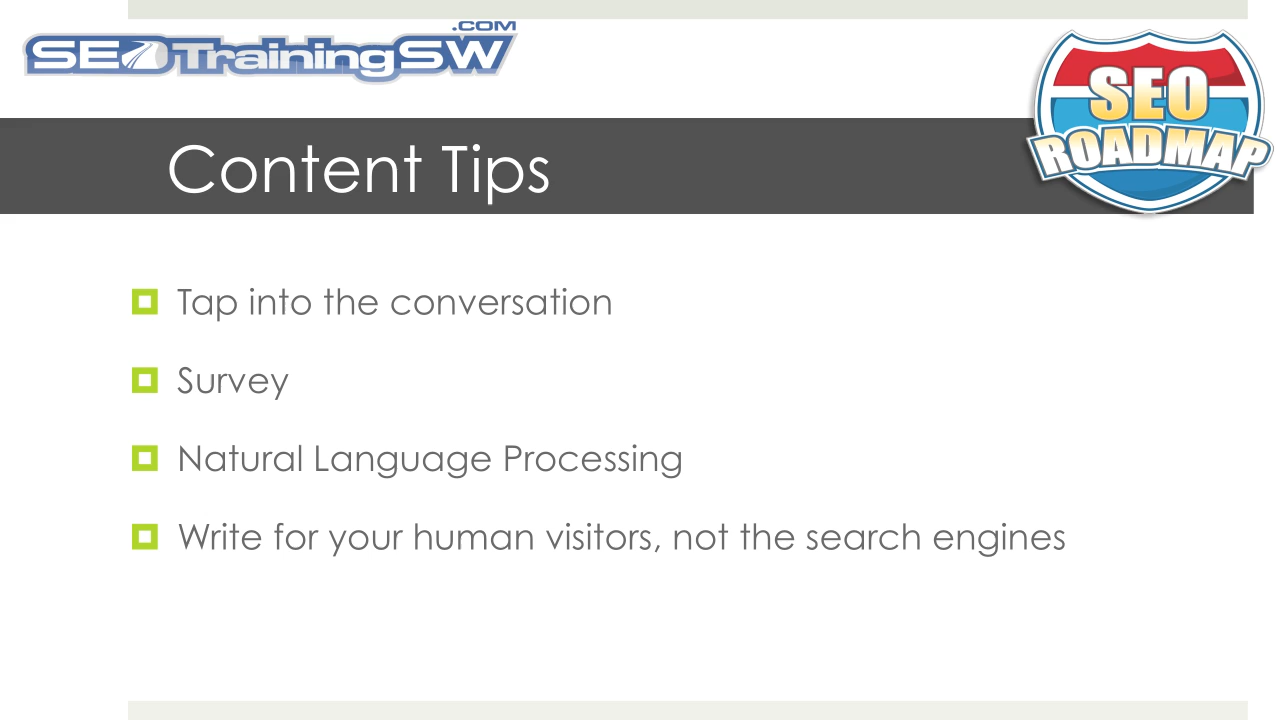 .COM
SEOTrainingSW
SEO
ROADMAP
Content Tips
Tap into the conversation
Survey
Natural Language Processing
Write for your human visitors, not the search engines